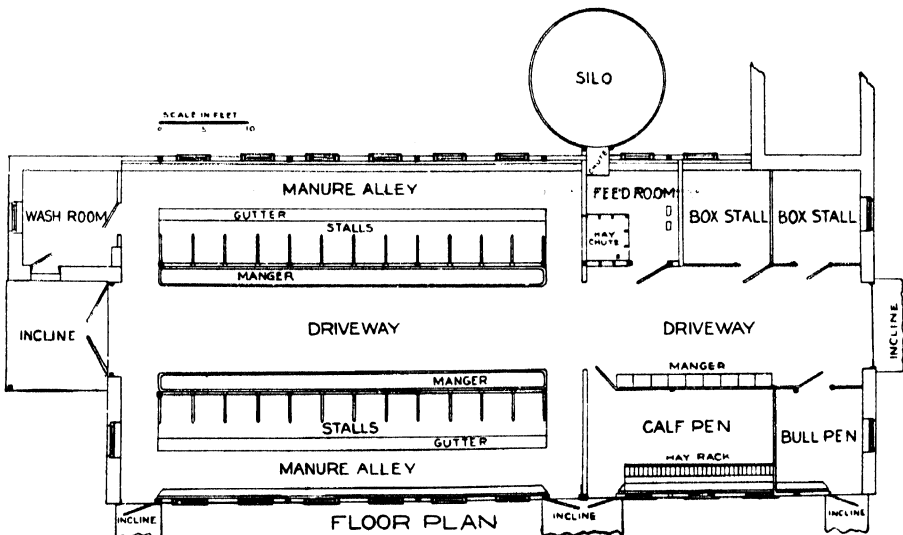 SILO
SCALE IN FEET
0 5 10
CHUTE
MANURE ALLEY
FEED ROOM
WASH ROOM
GUTTER
BOX STALL
BOX STALL
STALLS
HAY
CHUTE
MANGER
INCLINE
DRIVEWAY
DRIVEWAY
INCLINE
MANGER
MANGER
STALLS
CALF PEN
BULL PEN
GUTTER
HAY RACK
MANURE ALLEY
INCLINE
INCLINE
INCLINE
FLOOR PLAN